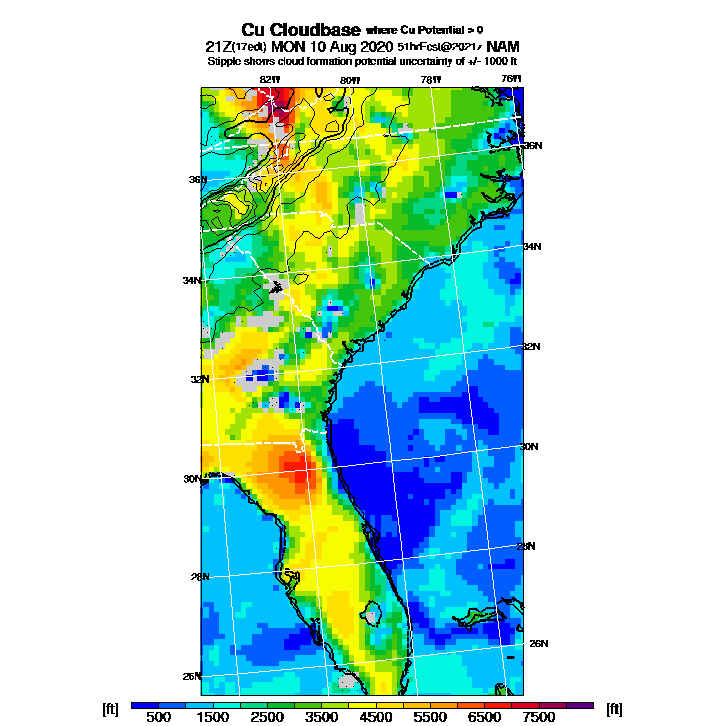 Cu Cloudbase where Cu Potential > 0
21Z(17edt) MON 10 Aug 2020 51hrFcst@2021z NAM
Stipple shows cloud formation potential uncertainty of +/- 1000 ft
82W 80W 78W 76W
36N
36N
34N
34N
32N
32N
30N
30N
28N
28N
26N
26N
[ft] 500 1500 2500 3500 4500 5500 6500 7500 [ft]